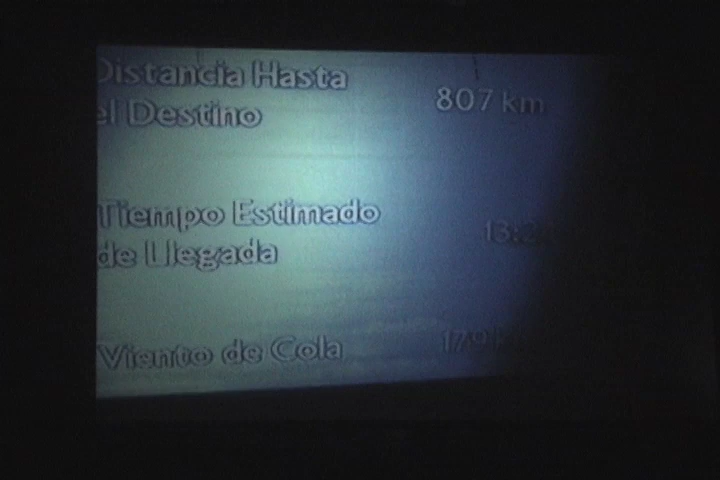 Distancia Hasta
el Destino
807 km
Tiempo Estimado
de Llegada
Viento de Cola